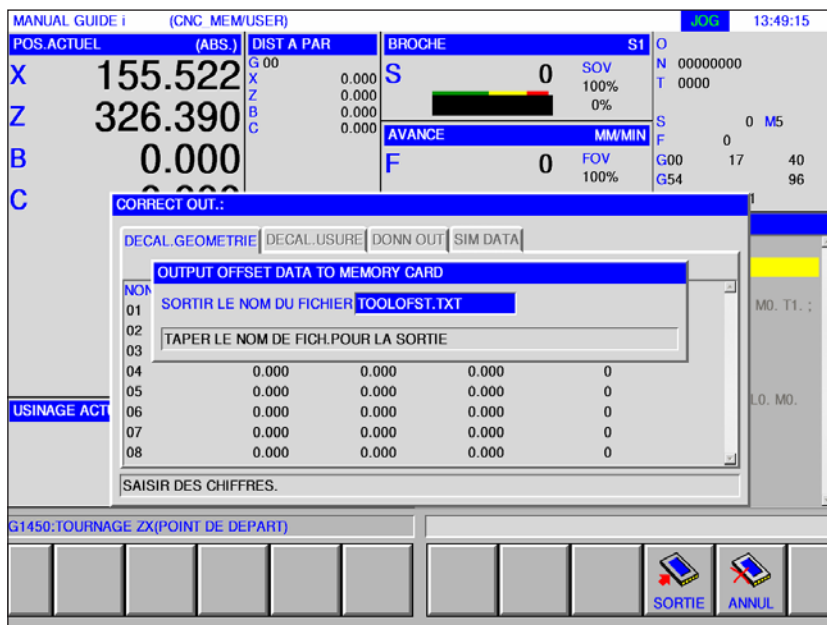 MANUAL GUIDE i (CNC_MEM/USER) JOG 13:49:15
POS.ACTUEL (ABS.) DIST A PAR BROCHE S1 O
G 00
X 155.522 X 0.000 S 0 SOV N 00000000
100% T 0000
Z 0.000
Z 326.390 B 0.000 0%
C 0.000 S 0 M5
AVANCE MM/MIN F 0
B 0.000 F 0 FOV G00 17 40
100% G54 96
C
CORRECT OUT.:
DECAL.GEOMETRIE DECAL.USURE DONN OUT SIM DATA
OUTPUT OFFSET DATA TO MEMORY CARD
01 SORTIR LE NOM DU FICHIER TOOLOFST.TXT M0. T1. ;
02 TAPER LE NOM DE FICH.POUR LA SORTIE
03
04 0.000 0.000 0.000 0
05 0.000 0.000 0.000 0
USINAGE 06 0.000 0.000 0.000 0 L0. M0.
07 0.000 0.000 0.000 0
08 0.000 0.000 0.000 0
SAISIR DES CHIFFRES.
G1450:TOURNAGE ZX(POINT DE DEPART)
SORTIE ANNUL